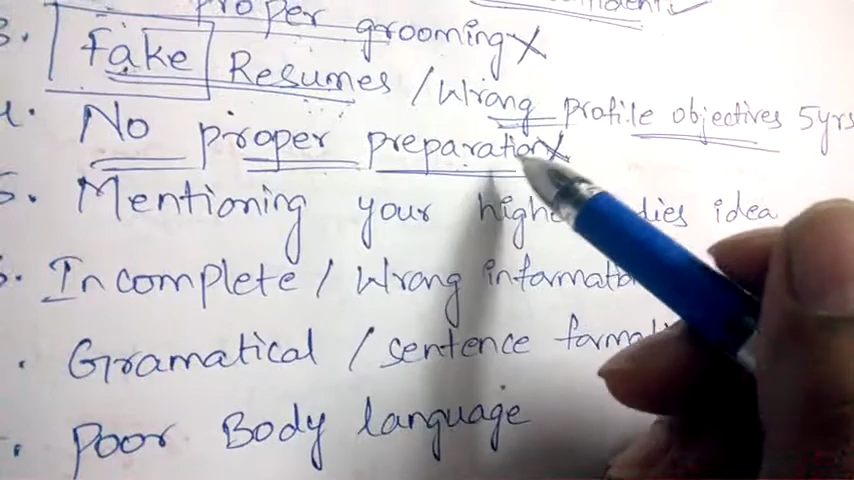 proper grooming X
3. Fake Resumes / Wrong profile objectives 5yrs
4. No proper preparation X
5. Mentioning your higher idea
6. Incomplete / Wrong information
. Gramatical / sentence
. Poor Body language